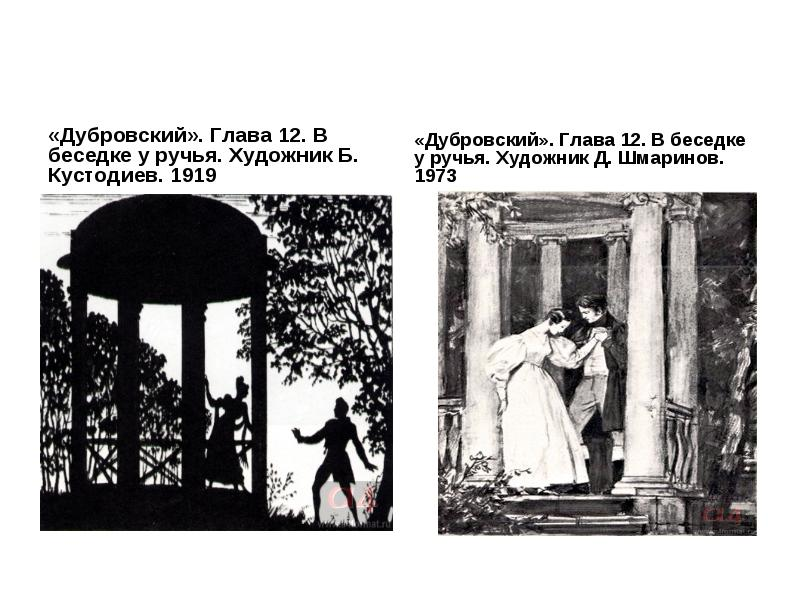 «Дубровский». Глава 12. В
беседке у ручья. Художник Б.
Кустодиев. 1919
«Дубровский». Глава 12. В беседке
у ручья. Художник Д. Шмаринов.
1973